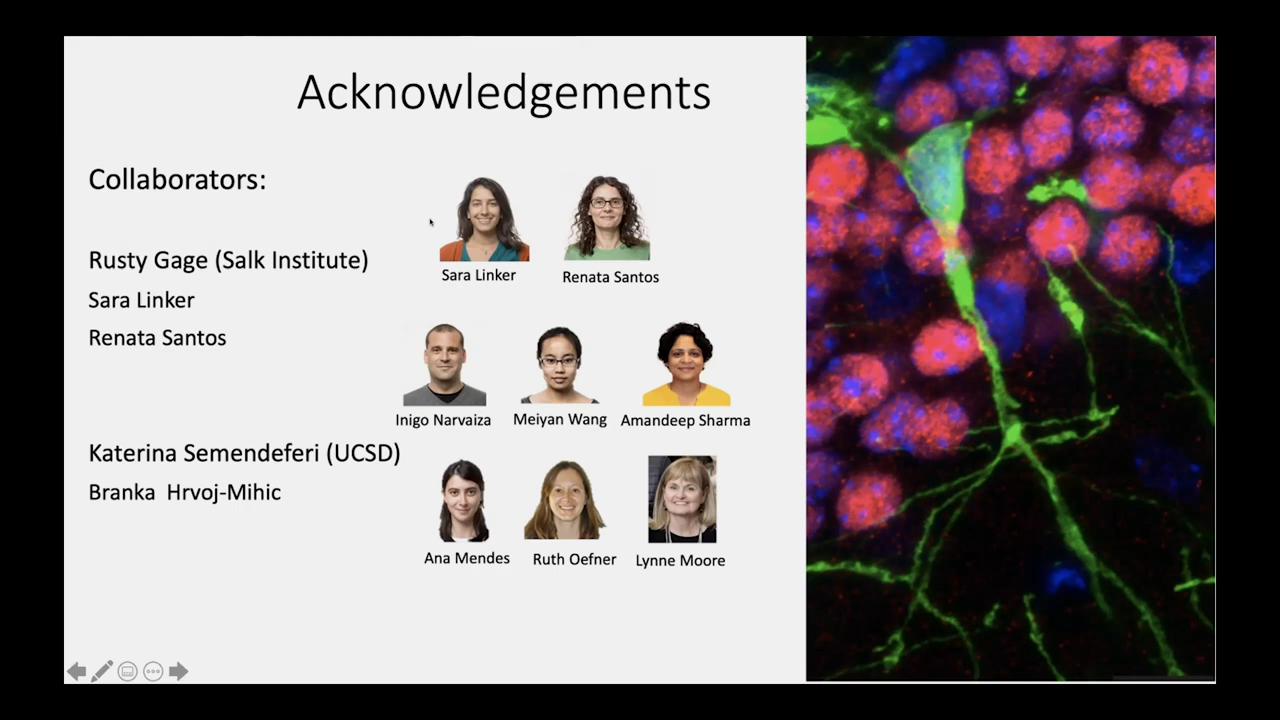 Acknowledgements
Collaborators:
Rusty Gage (Salk Institute)
Sara Linker
Renata Santos
Katerina Semendeferi (UCSD)
Branka Hrvoj-Mihic
Sara Linker
Renata Santos
Inigo Narvaiza
Meiyan Wang
Amandeep Sharma
Ana Mendes
Ruth Oefner
Lynne Moore